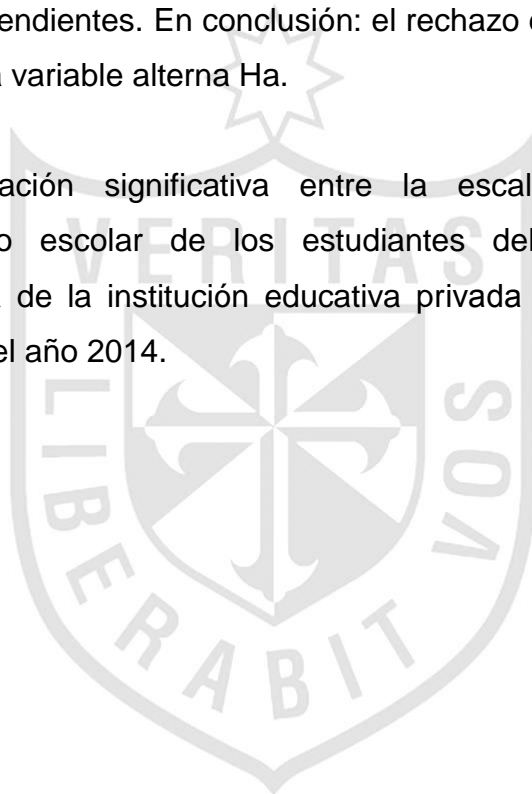 endientes. En conclusión: el rechazo
variable alterna Ha.
ación significativa entre la
o escolar de los estudiantes del
de la institución educativa privada
el año 2014.
VERITAS
LIBERABIT VOS